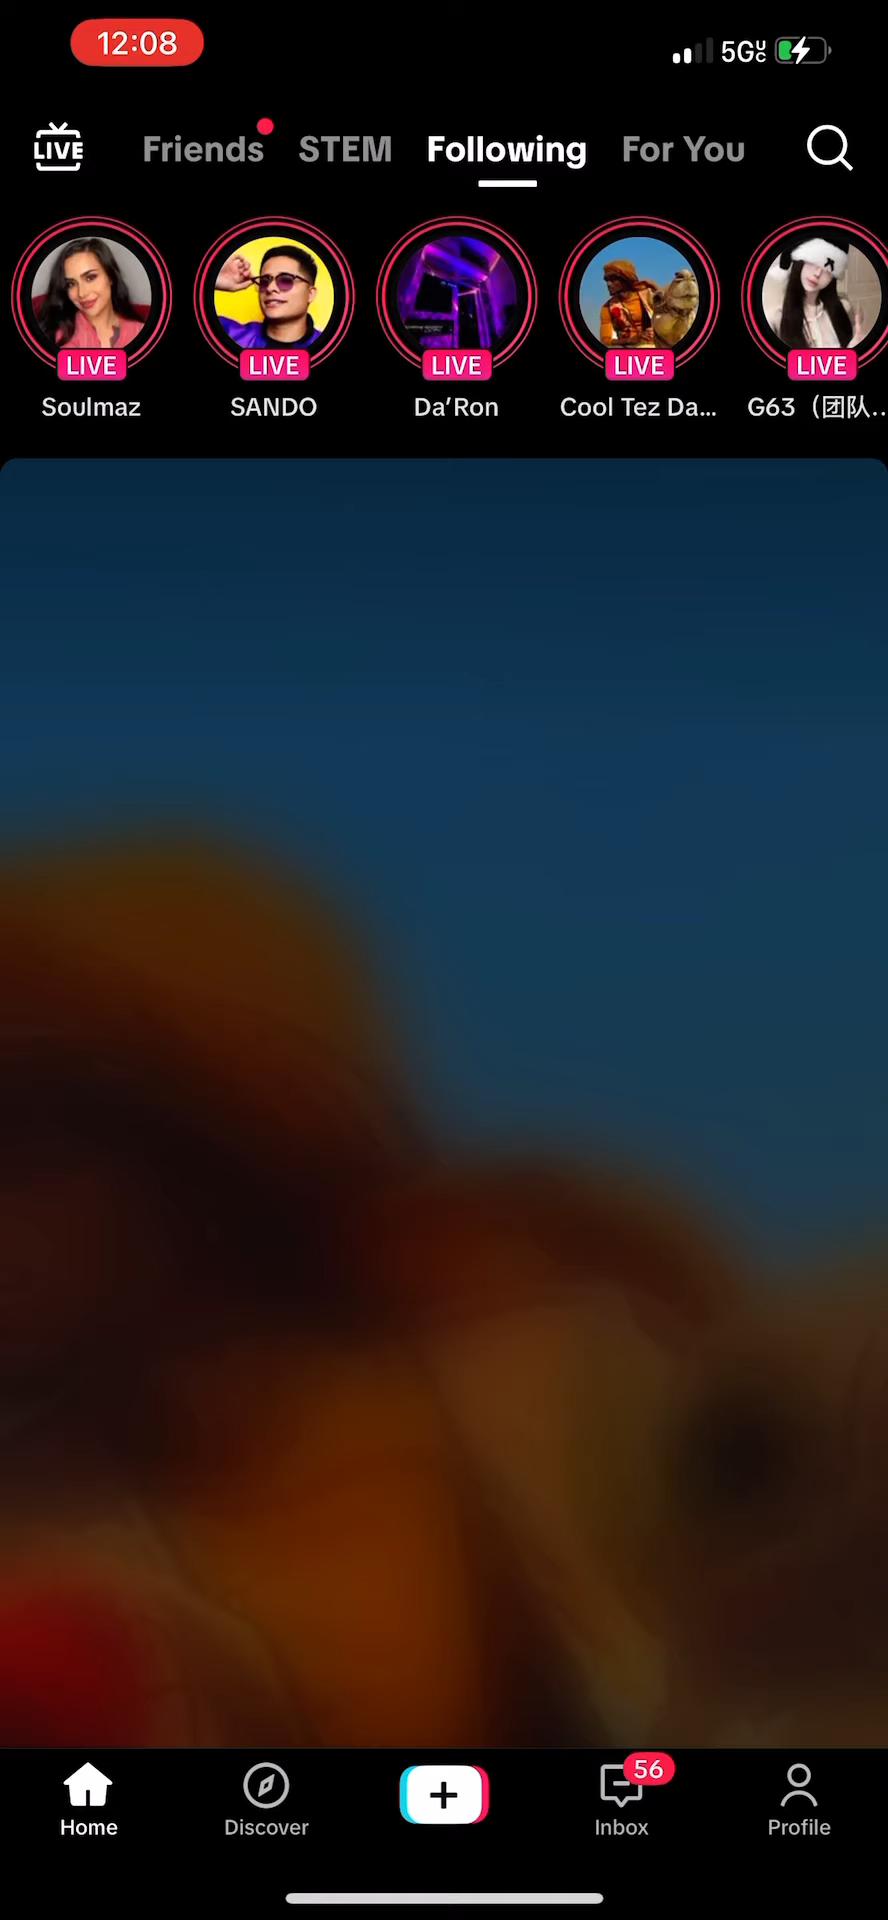 12:08
5GUC
LIVE
Friends
STEM
Following
For You
LIVE
LIVE
LIVE
LIVE
LIVE
Soulmaz
SANDO
Da’Ron
Cool Tez Da...
G63（团队...
56
Home
Discover
Inbox
Profile